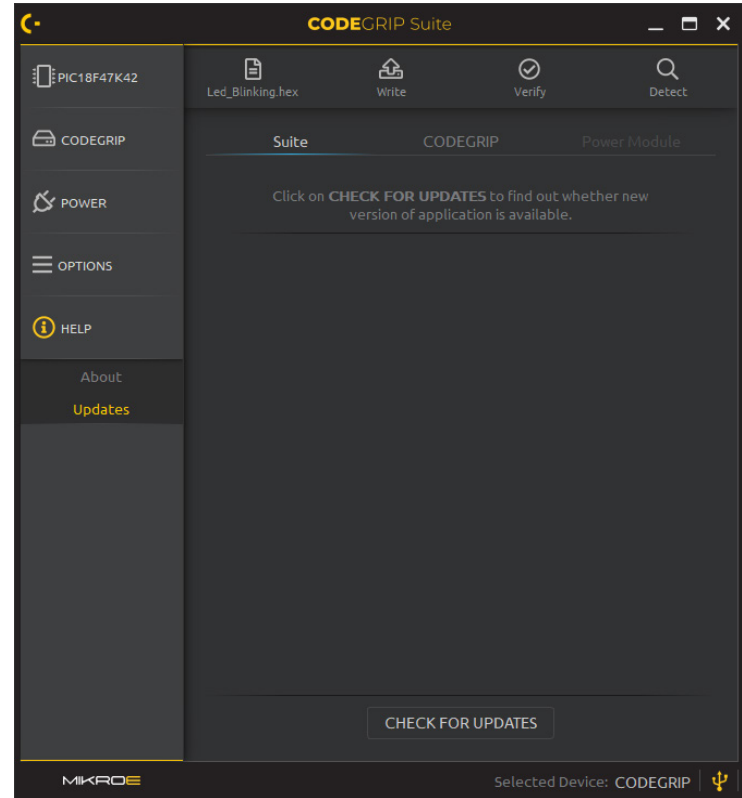 CODEGRIP Suite
PIC18F47K42
Led_Blinking.hex
Write
Verify
Detect
CODEGRIP
Suite
CODEGRIP
Power Module
Click on CHECK FOR UPDATES to find out whether new
version of application is available.
POWER
OPTIONS
HELP
About
Updates
CHECK FOR UPDATES
MIKROE
Selected Device: CODEGRIP